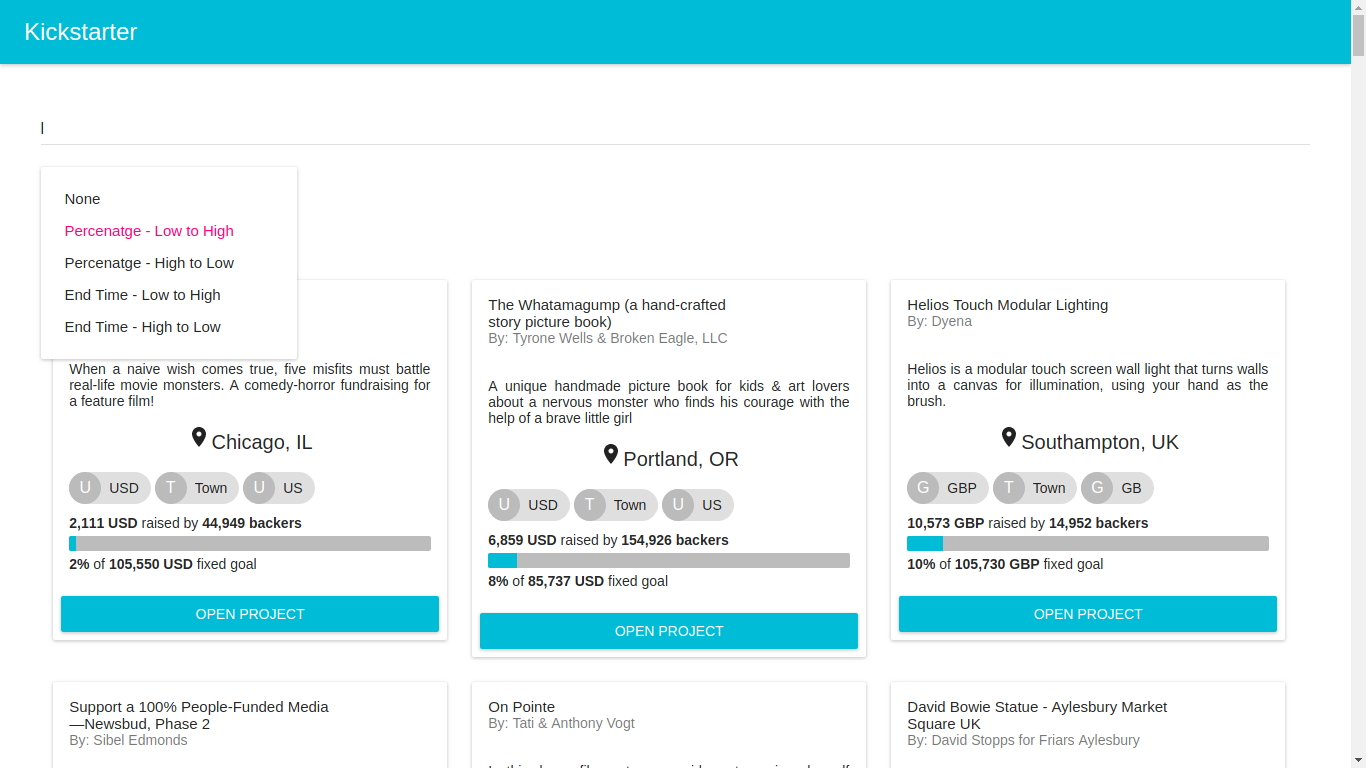 Kickstarter
None
Percenatge - Low to High
Percenatge - High to Low
End Time - Low to High
End Time - High to Low
When a naive wish comes true, five misfits must battle
real-life movie monsters. A comedy-horror fundraising for
a feature film!
Chicago, IL
U USD T Town U US
2,111 USD raised by 44,949 backers
2% of 105,550 USD fixed goal
OPEN PROJECT
The Whatamagump (a hand-crafted
story picture book)
By: Tyrone Wells & Broken Eagle, LLC
A unique handmade picture book for kids & art lovers
about a nervous monster who finds his courage with the
help of a brave little girl
Portland, OR
U USD T Town U US
6,859 USD raised by 154,926 backers
8% of 85,737 USD fixed goal
OPEN PROJECT
Helios Touch Modular Lighting
By: Dyena
Helios is a modular touch screen wall light that turns walls
into a canvas for illumination, using your hand as the
brush.
Southampton, UK
G GBP T Town G GB
10,573 GBP raised by 14,952 backers
10% of 105,730 GBP fixed goal
OPEN PROJECT
Support a 100% People-Funded Media
—Newsbud, Phase 2
By: Sibel Edmonds
On Pointe
By: Tati & Anthony Vogt
David Bowie Statue - Aylesbury Market
Square UK
By: David Stopps for Friars Aylesbury